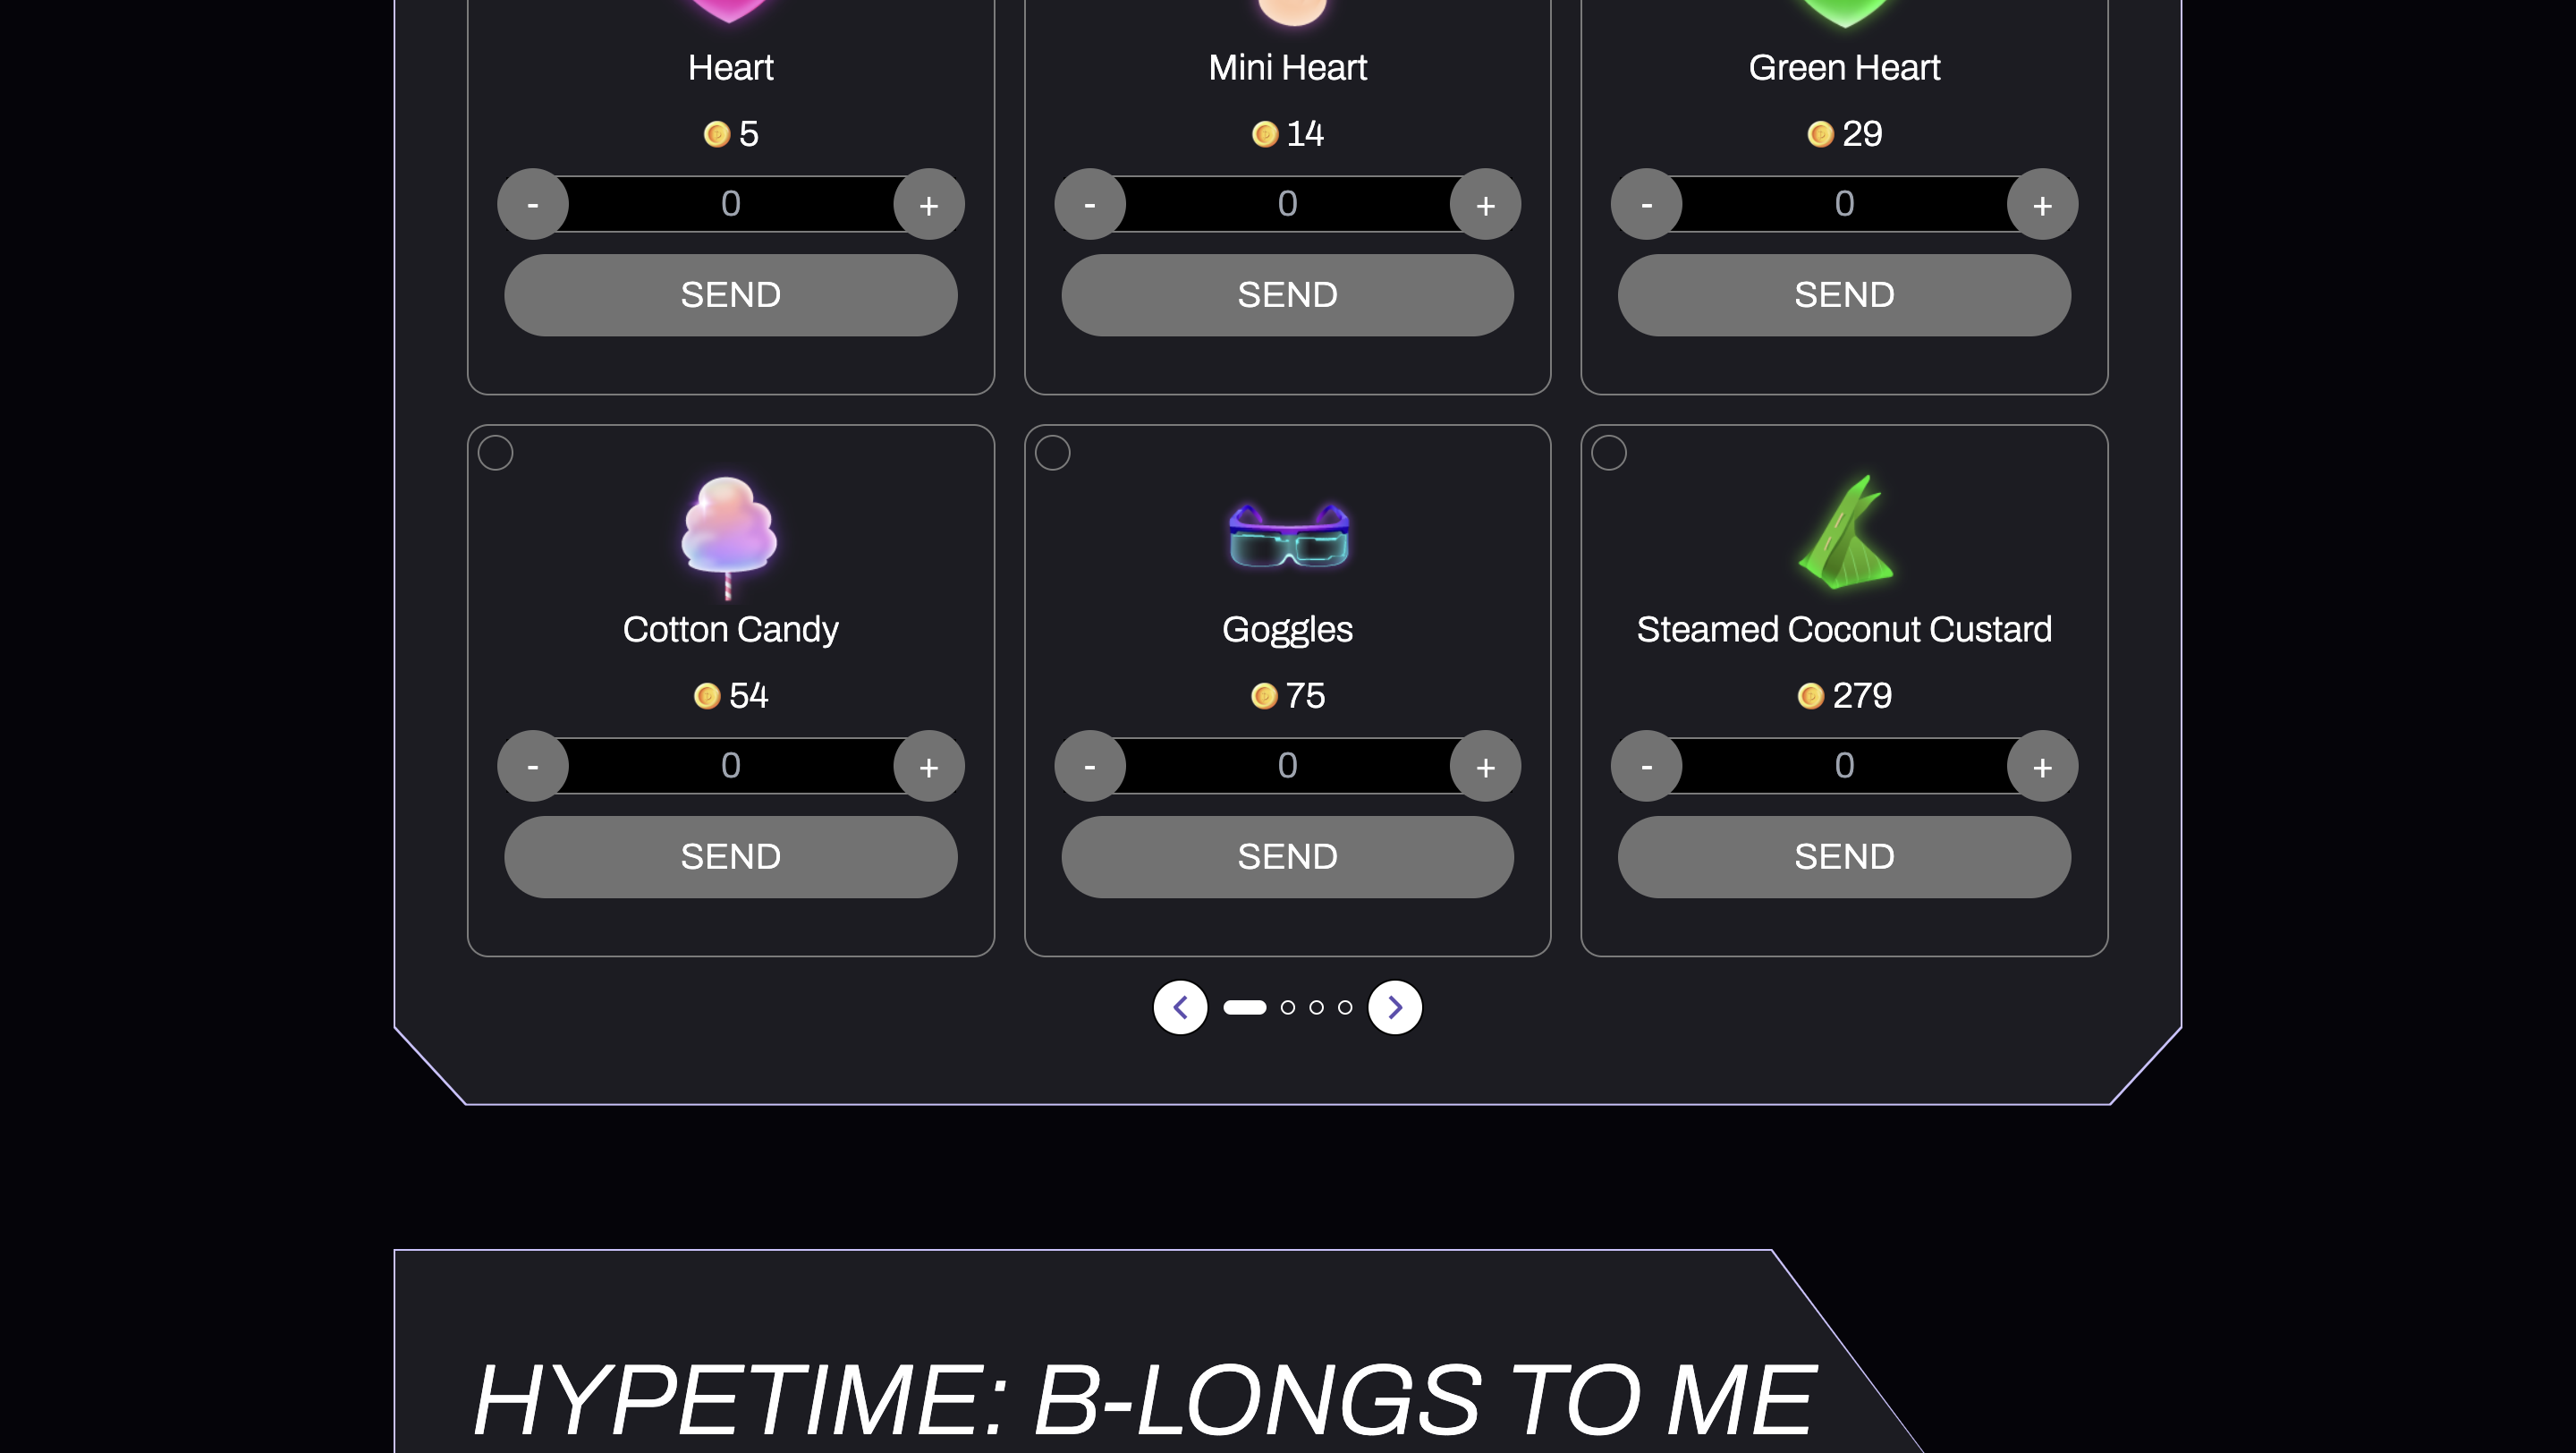 Heart Mini Heart Green Heart
5 14 29
- 0 + - 0 + - 0 +
SEND SEND SEND
Cotton Candy Goggles Steamed Coconut Custard
54 75 279
- 0 + - 0 + - 0 +
SEND SEND SEND
HYPETIME: B-LONGS TO ME